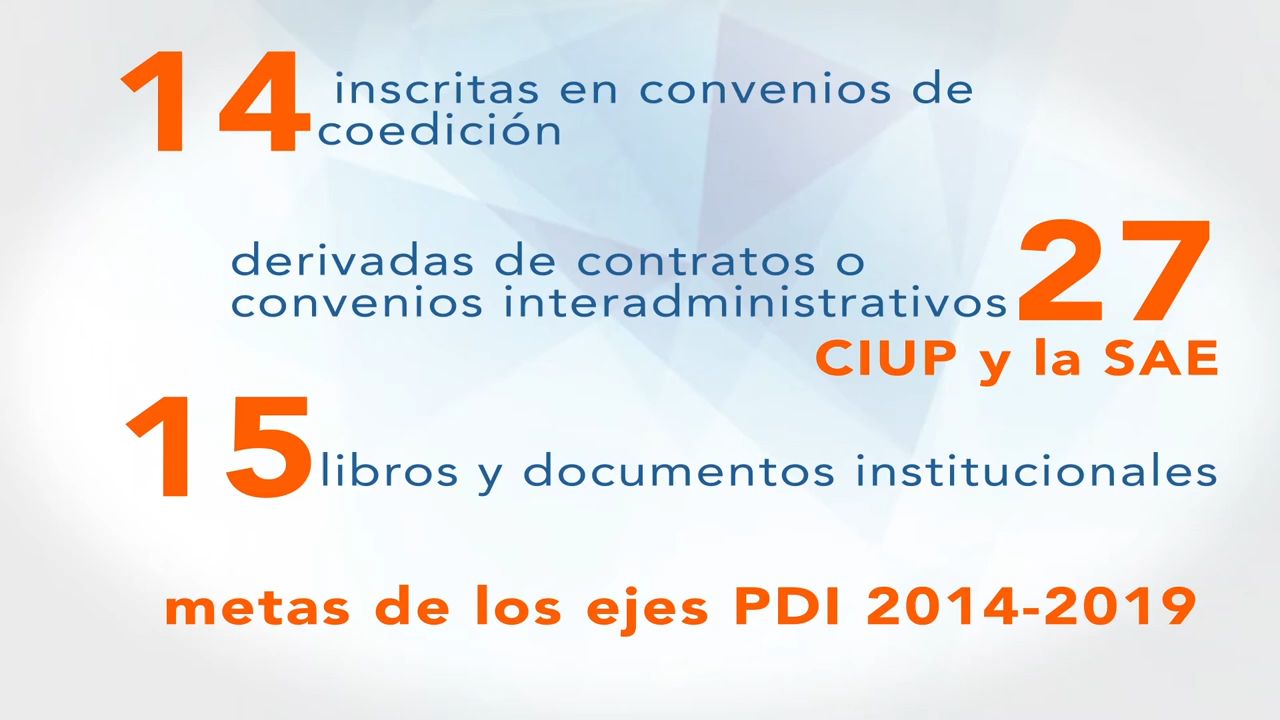 14 inscritas en convenios de
coedición
derivadas de contratos o
convenios interadministrativos 27
CIUP y la SAE
15 libros y documentos institucionales
metas de los ejes PDI 2014-2019